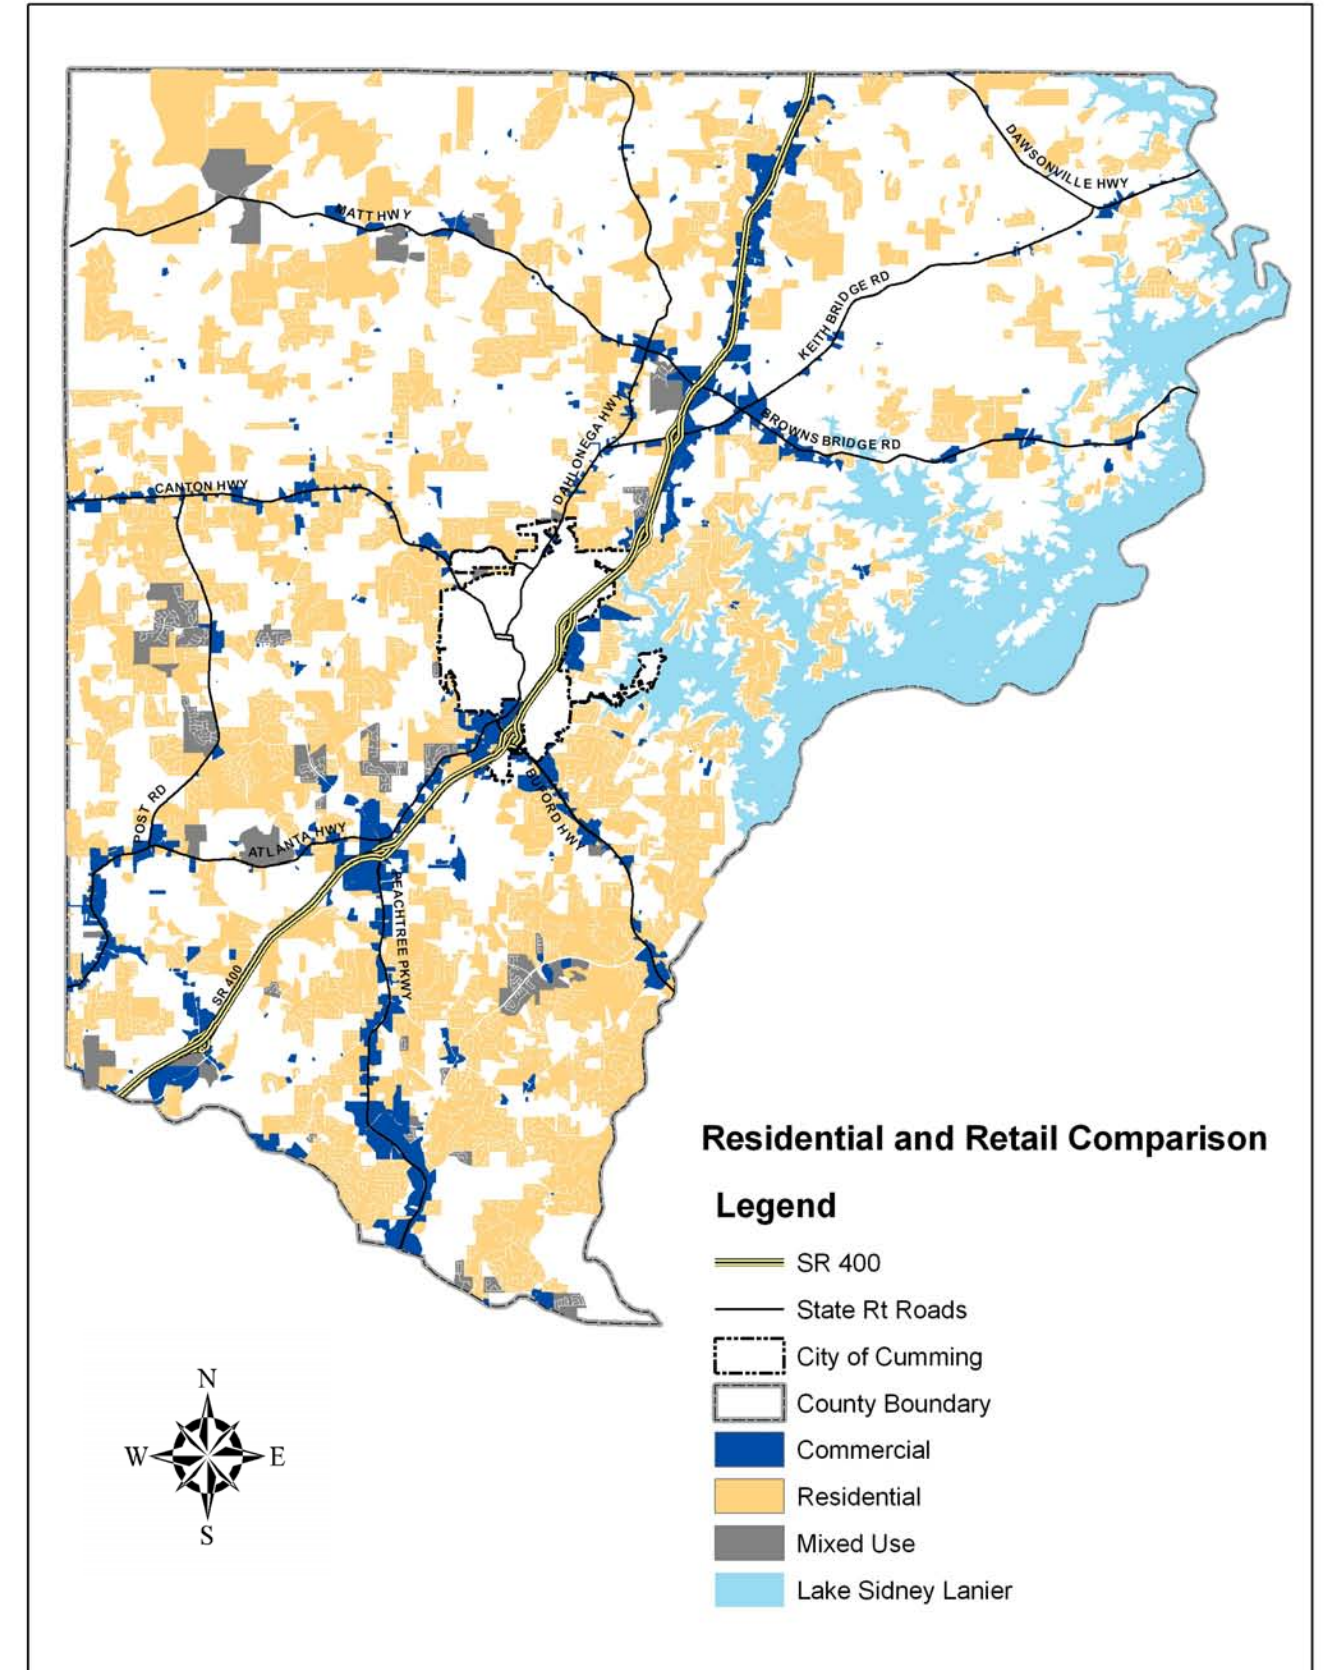 DAWSONVILLE HWY
MATT HWY
KEITH BRIDGE RD
DAHLONEGA HWY
BROWNS BRIDGE RD
CANTON HWY
POST RD
ATLANTA HWY
BUFORD HWY
PEACHTREE PKWY
SR 400
Residential and Retail Comparison
Legend
SR 400
State Rt Roads
City of Cumming
County Boundary
Commercial
Residential
Mixed Use
Lake Sidney Lanier
N
W E
S